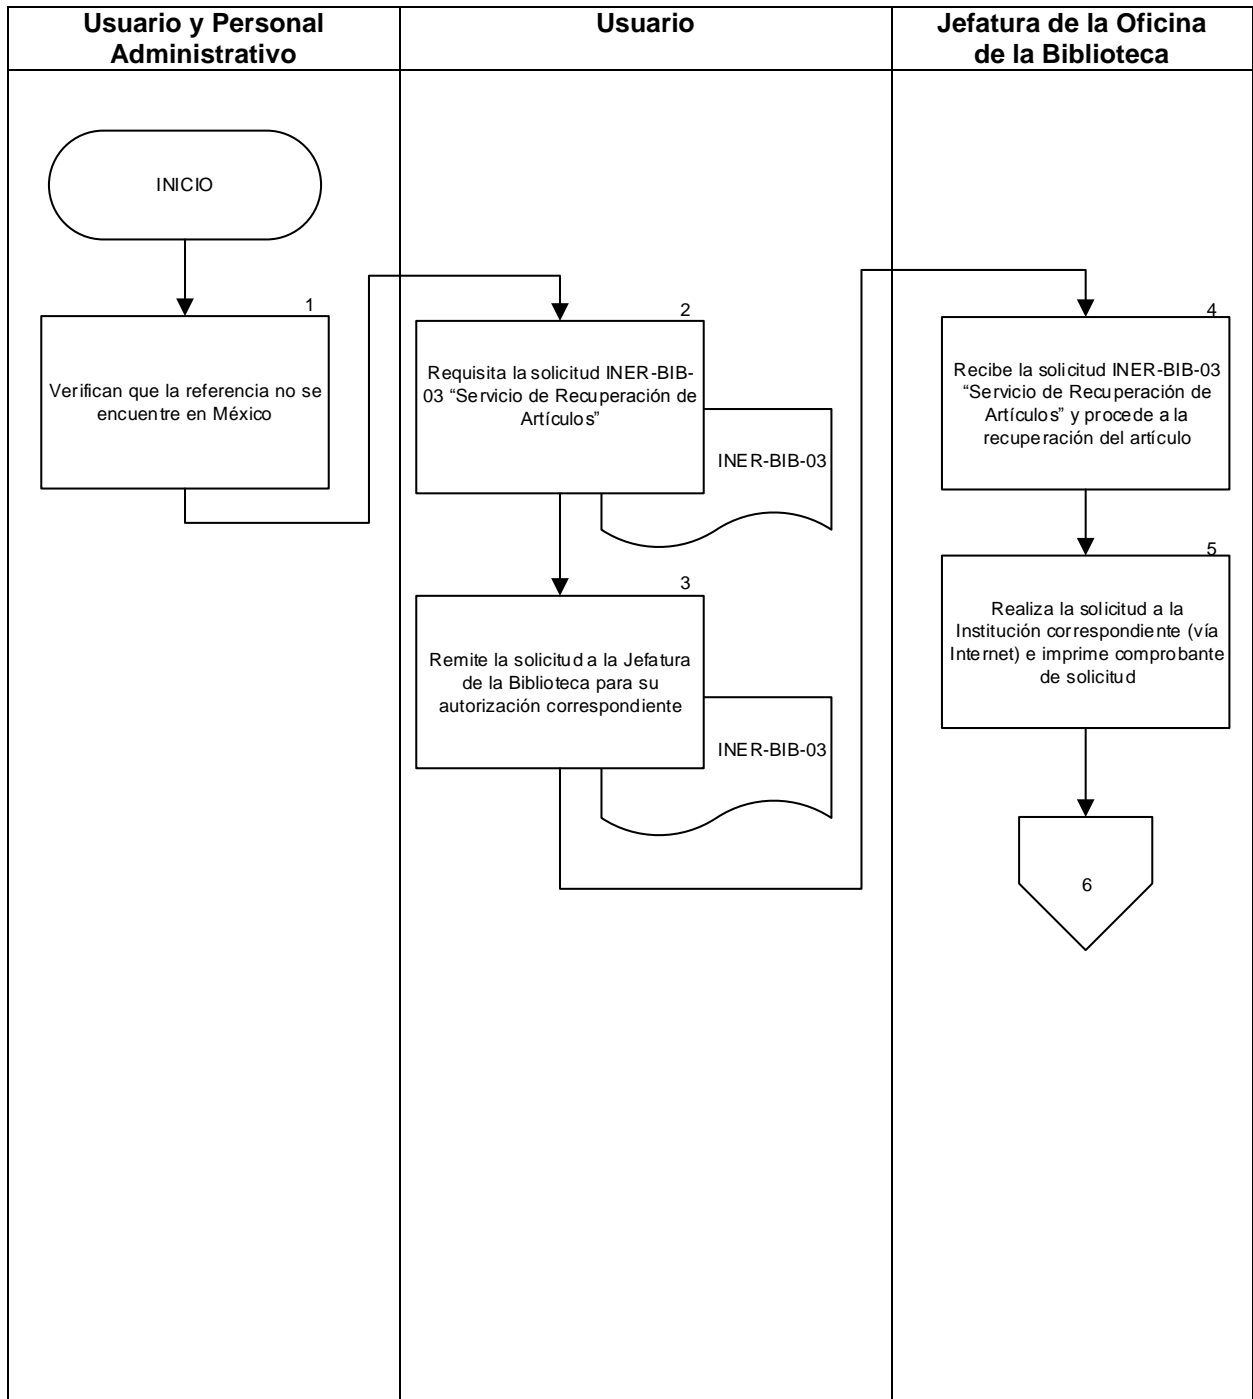 Usuario y Personal
Administrativo
Usuario
Jefatura de la Oficina
de la Biblioteca
INICIO
1
Verifican que la referencia no se
encuentre en México
2
Requisita la solicitud INER-BIB-
03 “Servicio de Recuperación de
Artículos”
INER-BIB-03
3
Remite la solicitud a la Jefatura
de la Biblioteca para su
autorización correspondiente
INER-BIB-03
4
Recibe la solicitud INER-BIB-03
“Servicio de Recuperación de
Artículos” y procede a la
recuperación del artículo
5
Realiza la solicitud a la
Institución correspondiente (vía
Internet) e imprime comprobante
de solicitud
6